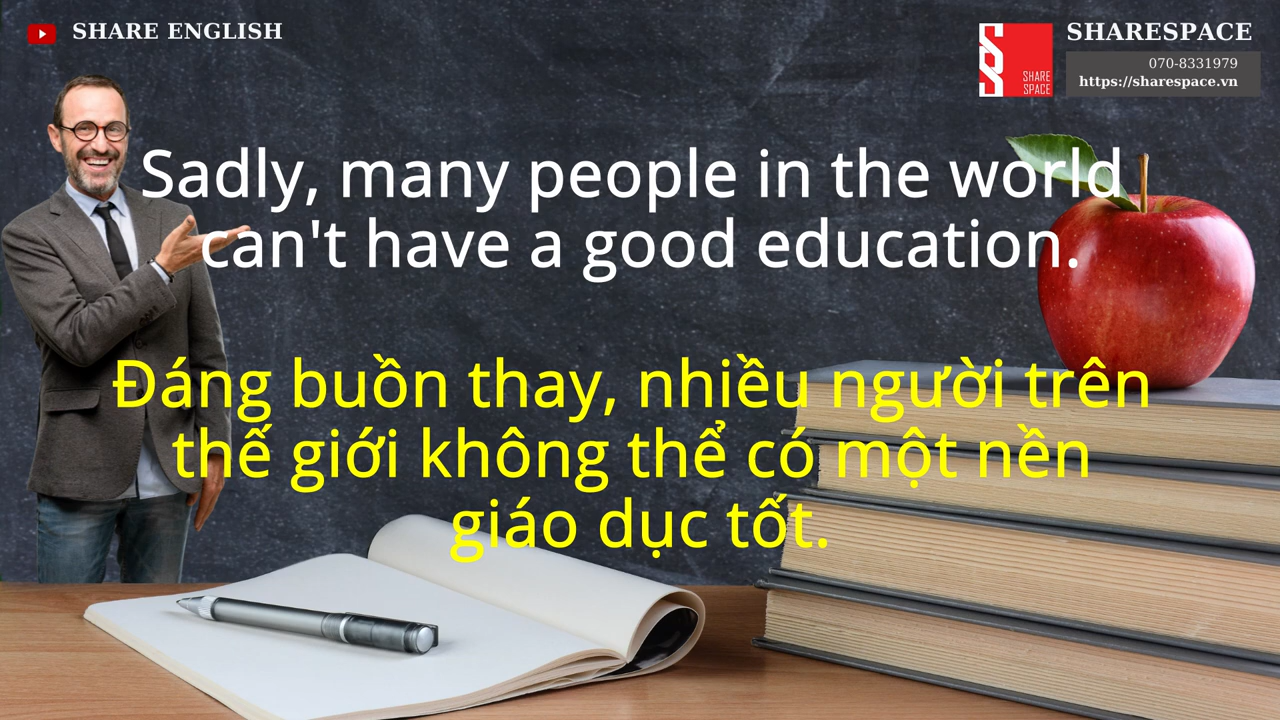 SHARE ENGLISH
SHARESPACE
070-8331979
https://sharespace.vn
SHARE
SPACE
Sadly, many people in the world
can't have a good education.
Đáng buồn thay, nhiều người trên
thế giới không thể có một nền
giáo dục tốt.